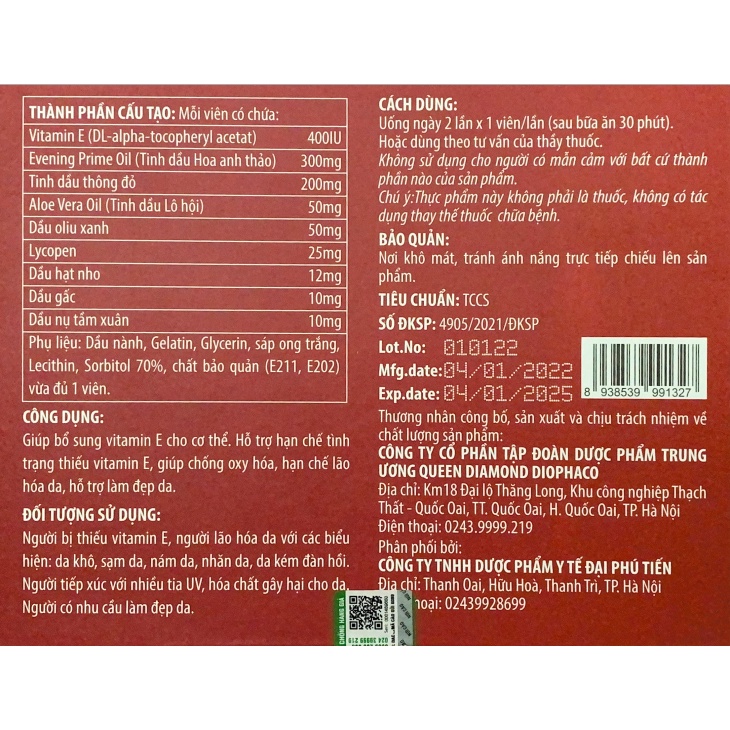 THÀNH PHẦN CẤU TẠO: Mỗi viên có chứa:
Vitamin E (DL-alpha-tocopheryl acetat) 400IU
Evening Prime Oil (Tinh dầu Hoa anh thảo) 300mg
Tinh dầu thông đỏ 200mg
Aloe Vera Oil (Tinh dầu Lô hội) 50mg
Dầu oliu xanh 50mg
Lycopen 25mg
Dầu hạt nho 12mg
Dầu gấc 10mg
Dầu nụ tầm xuân 10mg
Phụ liệu: Dầu nành, Gelatin, Glycerin, sáp ong trắng,
Lecithin, Sorbitol 70%, chất bảo quản (E211, E202)
vừa đủ 1 viên.
CÔNG DỤNG:
Giúp bổ sung vitamin E cho cơ thể. Hỗ trợ hạn chế tình
trạng thiếu vitamin E, giúp chống oxy hóa, hạn chế lão
hóa da, hỗ trợ làm đẹp da.
ĐỐI TƯỢNG SỬ DỤNG:
Người bị thiếu vitamin E, người lão hóa da với các biểu
hiện: da khô, sạm da, nám da, nhăn da, da kém đàn hồi.
Người tiếp xúc với nhiều tia UV, hóa chất gây hại cho da.
Người có nhu cầu làm đẹp da.
CÁCH DÙNG:
Uống ngày 2 lần x 1 viên/lần (sau bữa ăn 30 phút).
Hoặc dùng theo tư vấn của thầy thuốc.
Không sử dụng cho người có mẫn cảm với bất cứ thành
phần nào của sản phẩm.
Chú ý:Thực phẩm này không phải là thuốc, không có tác
dụng thay thế thuốc chữa bệnh.
BẢO QUẢN:
Nơi khô mát, tránh ánh nắng trực tiếp chiếu lên sản
phẩm.
TIÊU CHUẨN: TCCS
SỐ ĐKSP: 4905/2021/ĐKSP
Lot.No: 010122
Mfg.date: 04/01/2022
Exp.date: 04/01/2025
8 938539 991327
Thương nhân công bố, sản xuất và chịu trách nhiệm về
chất lượng sản phẩm:
CÔNG TY CỔ PHẦN TẬP ĐOÀN DƯỢC PHẨM TRUNG
ƯƠNG QUEEN DIAMOND DIOPHACO
Địa chỉ: Km18 Đại lộ Thăng Long, Khu công nghiệp Thạch
Thất - Quốc Oai, TT. Quốc Oai, H. Quốc Oai, TP. Hà Nội
Điện thoại: 0243.9999.219
Phân phối bởi:
CÔNG TY TNHH DƯỢC PHẨM Y TẾ ĐẠI PHÚ TIẾN
Địa chỉ: Thanh Oai, Hữu Hoà, Thanh Trì, TP. Hà Nội
thoại: 02439928699
CHỐNG HÀNG GIẢ
024 39999 219